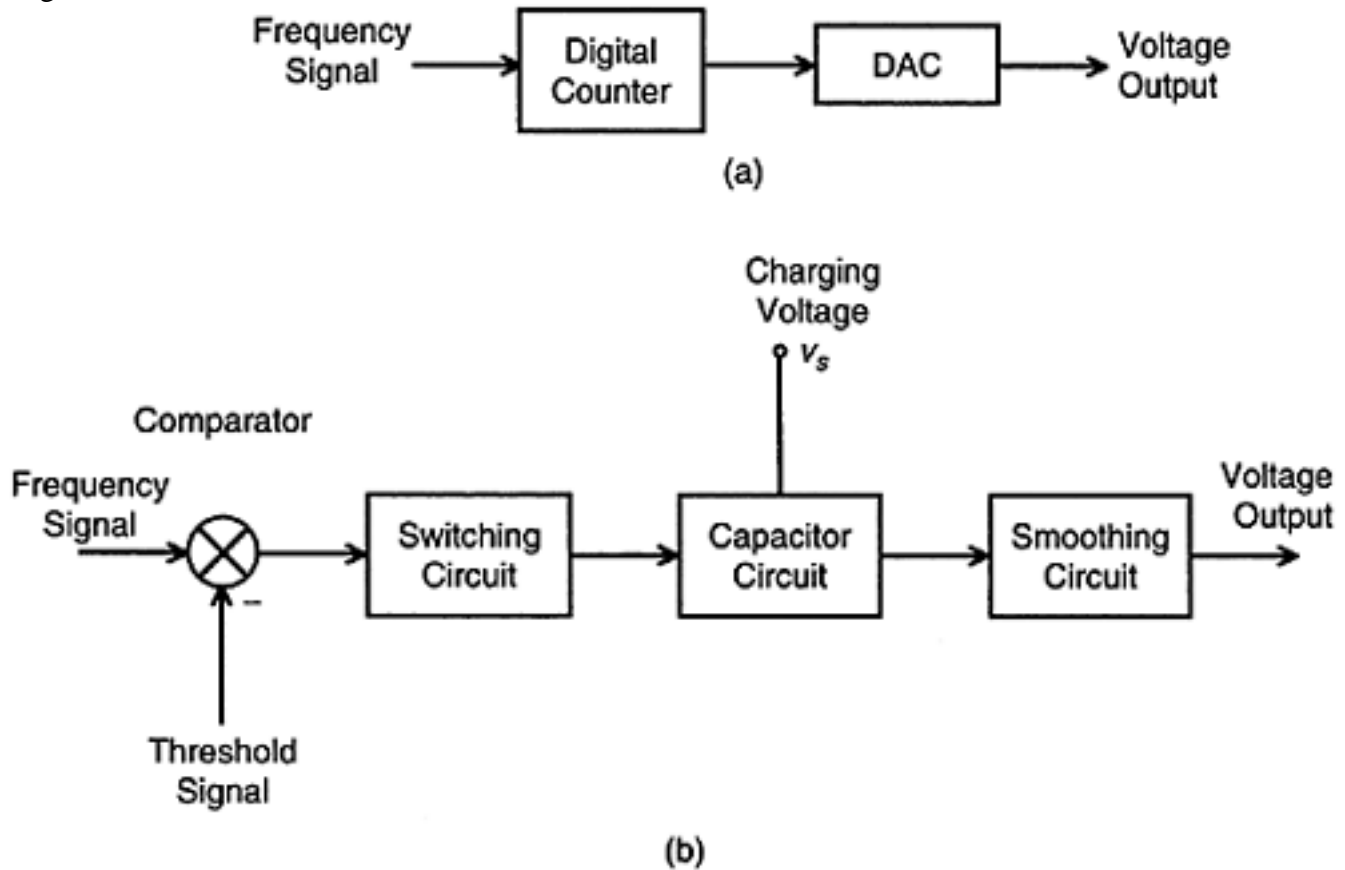 Frequency
Signal
Digital
Counter
DAC
Voltage
Output
(a)
Charging
Voltage
vs
Comparator
Frequency
Signal
Switching
Circuit
Capacitor
Circuit
Smoothing
Circuit
Voltage
Output
–
Threshold
Signal
(b)